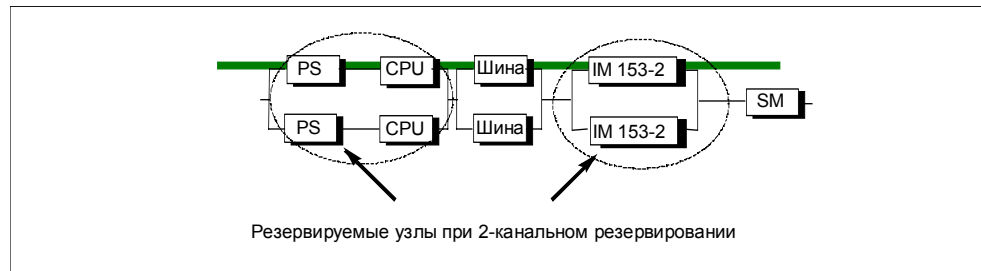 PS CPU Шина IM 153-2
SM
PS CPU Шина IM 153-2
Резервируемые узлы при 2-канальном резервировании